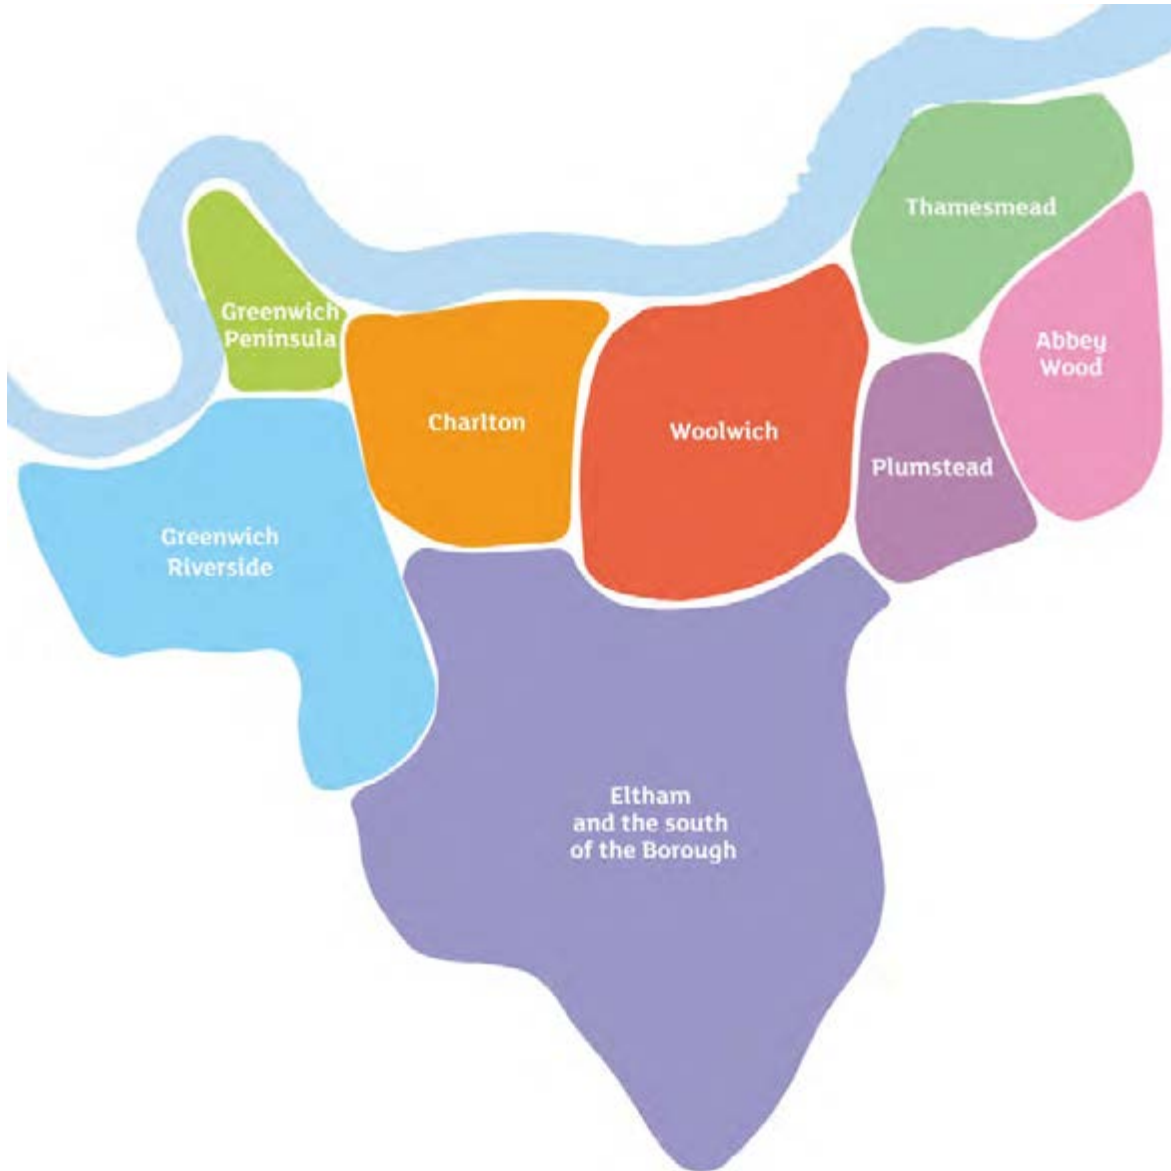 Thamesmead
Greenwich
Peninsula
Abbey
Wood
Charlton
Woolwich
Plumstead
Greenwich
Riverside
Eltham
and the south
of the Borough